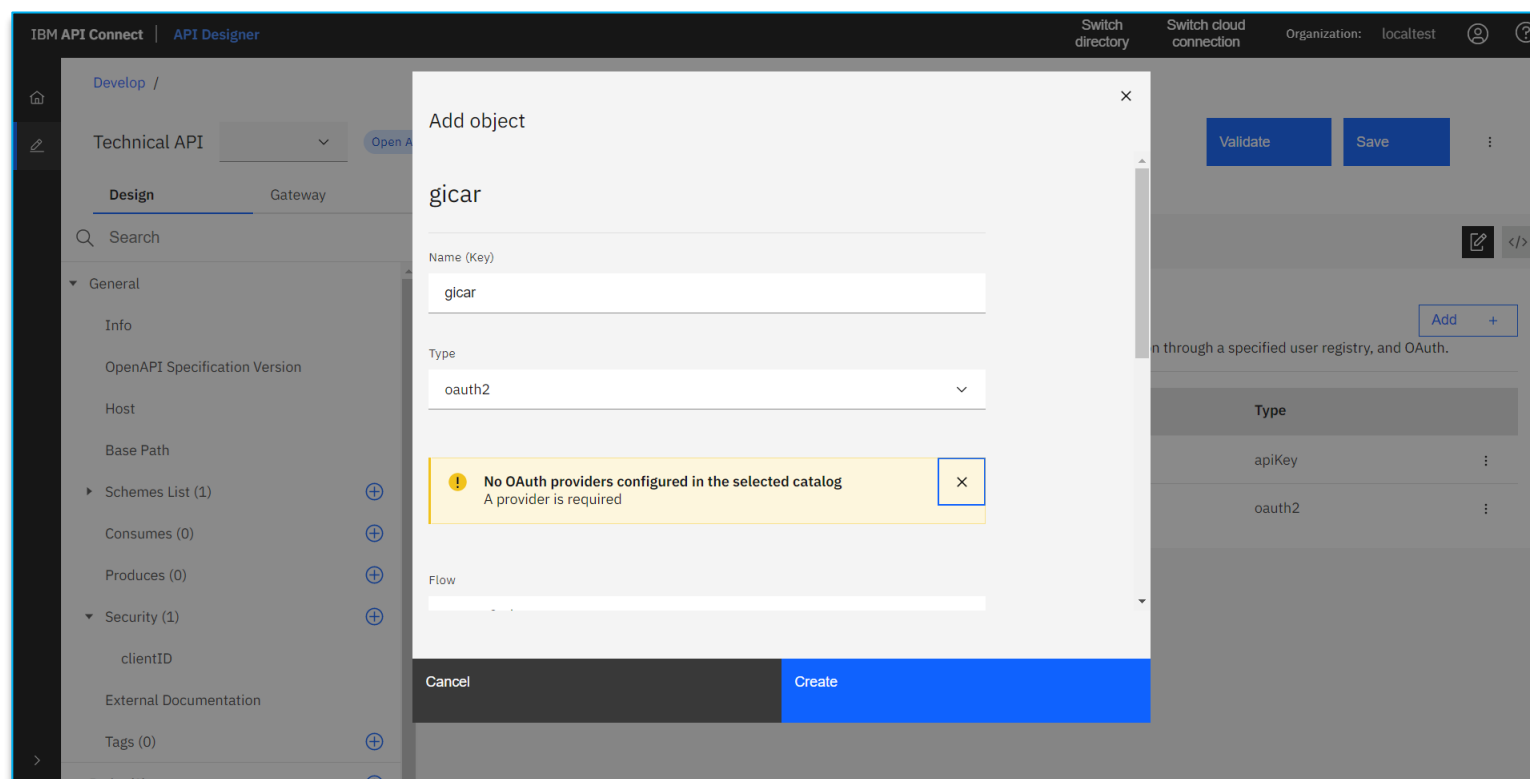 IBM API Connect | API Designer
Switch directory
Switch cloud connection
Organization: localtest
Develop /
Technical API
Open A
Validate
Save
Design
Gateway
Search
General
Info
OpenAPI Specification Version
Host
Base Path
Schemes List (1)
Consumes (0)
Produces (0)
Security (1)
clientID
External Documentation
Tags (0)
Add object
gicar
Name (Key)
gicar
Type
oauth2
No OAuth providers configured in the selected catalog
A provider is required
Flow
Cancel
Create
</>
Add +
n through a specified user registry, and OAuth.
Type
apiKey
oauth2